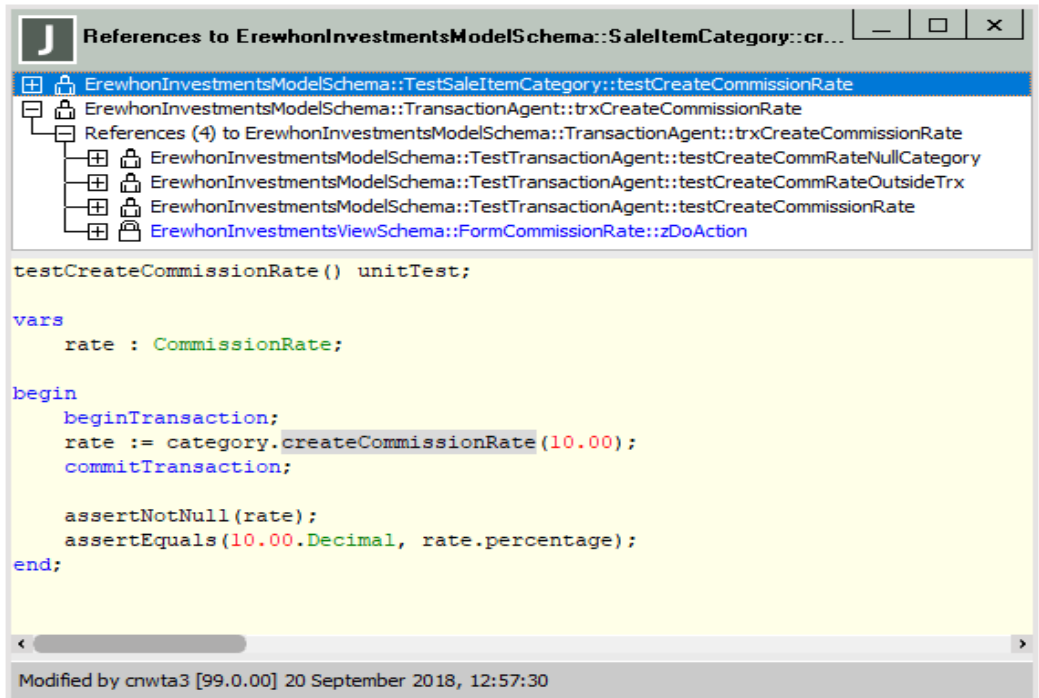 J
References to ErewhonInvestmentsModelSchema::SaleItemCategory::cr...
ErewhonInvestmentsModelSchema::TestSaleItemCategory::testCreateCommissionRate
ErewhonInvestmentsModelSchema::TransactionAgent::trxCreateCommissionRate
References (4) to ErewhonInvestmentsModelSchema::TransactionAgent::trxCreateCommissionRate
ErewhonInvestmentsModelSchema::TestTransactionAgent::testCreateCommRateNullCategory
ErewhonInvestmentsModelSchema::TestTransactionAgent::testCreateCommRateOutsideTrx
ErewhonInvestmentsModelSchema::TestTransactionAgent::testCreateCommissionRate
ErewhonInvestmentsViewSchema::FormCommissionRate::zDoAction
testCreateCommissionRate() unitTest;
vars
rate : CommissionRate;
begin
beginTransaction;
rate := category.createCommissionRate(10.00);
commitTransaction;
assertNotNull(rate);
assertEquals(10.00.Decimal, rate.percentage);
end;
Modified by cnwta3 [99.0.00] 20 September 2018, 12:57:30